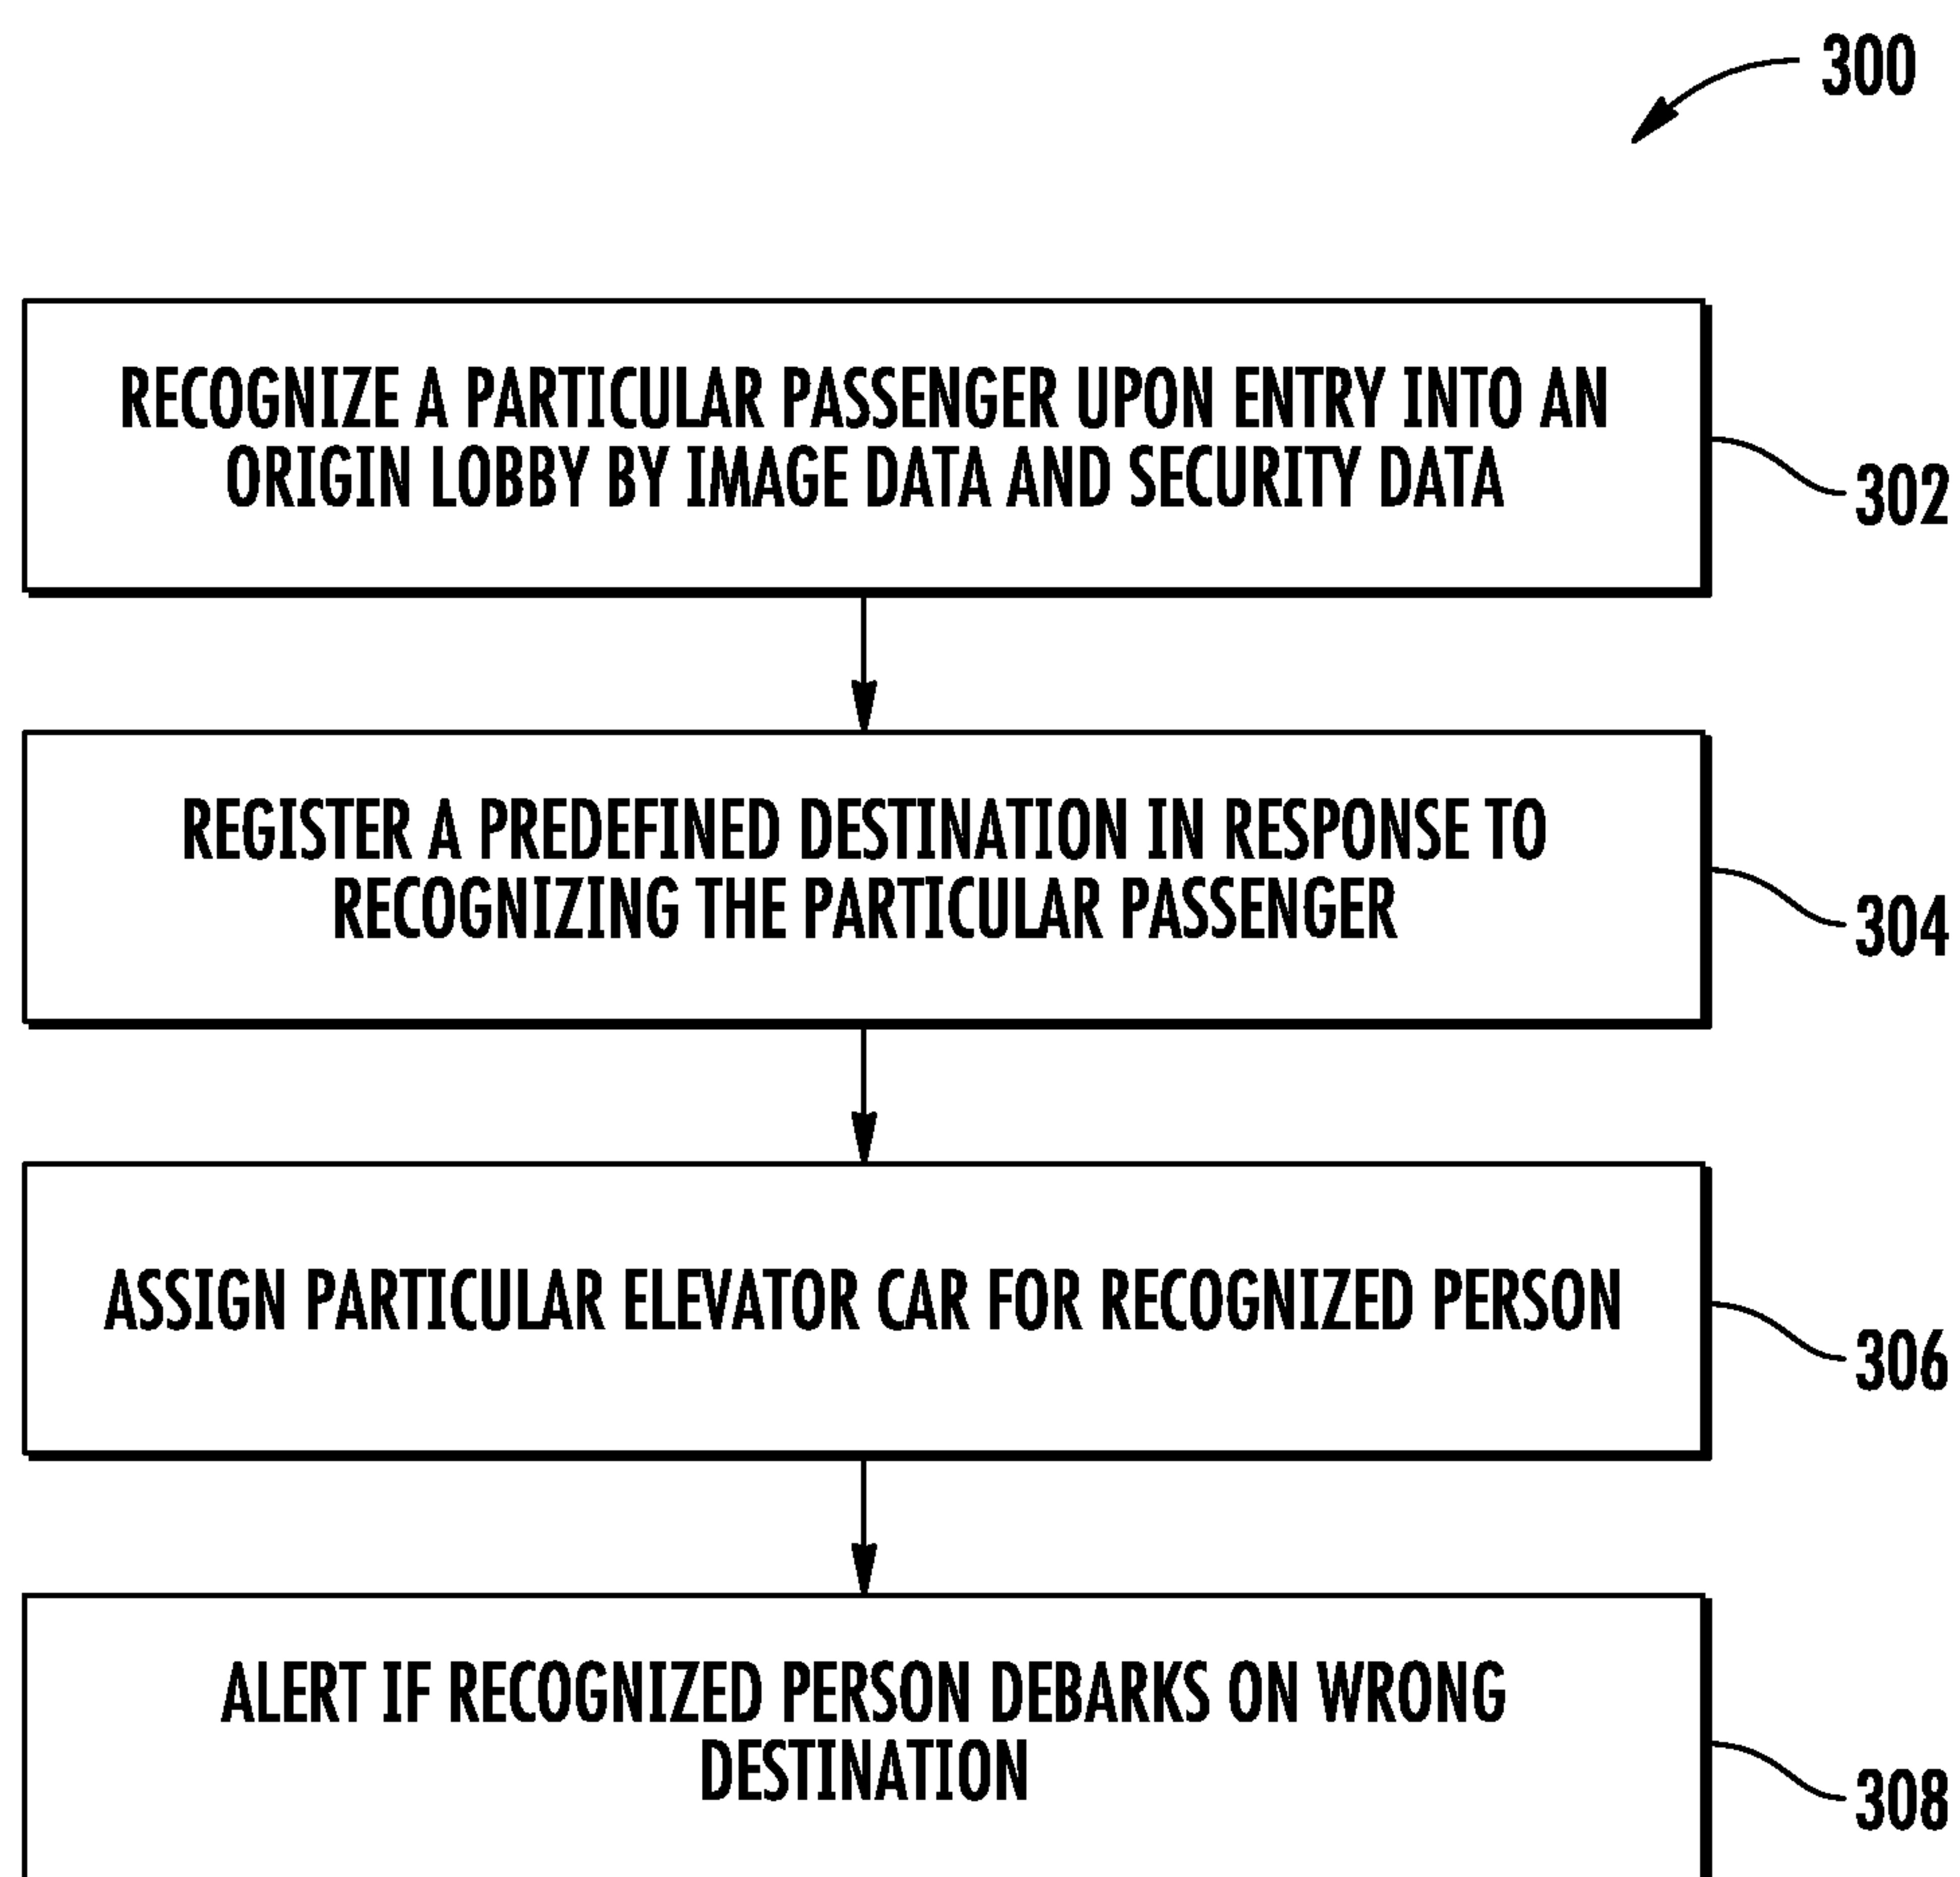 300
RECOGNIZE A PARTICULAR PASSENGER UPON ENTRY INTO AN
ORIGIN LOBBY BY IMAGE DATA AND SECURITY DATA
302
REGISTER A PREDEFINED DESTINATION IN RESPONSE TO
RECOGNIZING THE PARTICULAR PASSENGER
304
ASSIGN PARTICULAR ELEVATOR CAR FOR RECOGNIZED PERSON
306
ALERT IF RECOGNIZED PERSON DEBARKS ON WRONG
DESTINATION
308